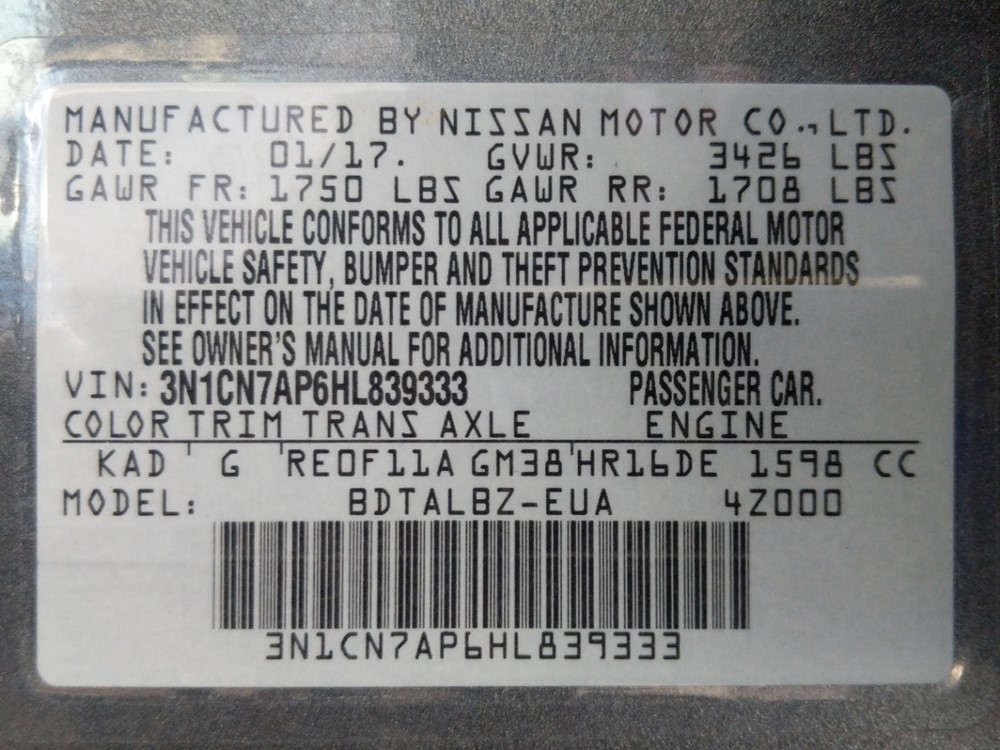 MANUFACTURED BY NISSAN MOTOR CO.,LTD.
DATE: 01/17. GVWR: 3426 LBS
GAWR FR: 1750 LBS GAWR RR: 1708 LBS
THIS VEHICLE CONFORMS TO ALL APPLICABLE FEDERAL MOTOR
VEHICLE SAFETY, BUMPER AND THEFT PREVENTION STANDARDS
IN EFFECT ON THE DATE OF MANUFACTURE SHOWN ABOVE.
SEE OWNER'S MANUAL FOR ADDITIONAL INFORMATION.
VIN: 3N1CN7AP6HL839333 PASSENGER CAR.
COLOR TRIM TRANS AXLE ENGINE
KAD G RE0F11A GM38 HR16DE 1598 CC
MODEL: BDTALBZ-EUA 4Z000
3N1CN7AP6HL839333